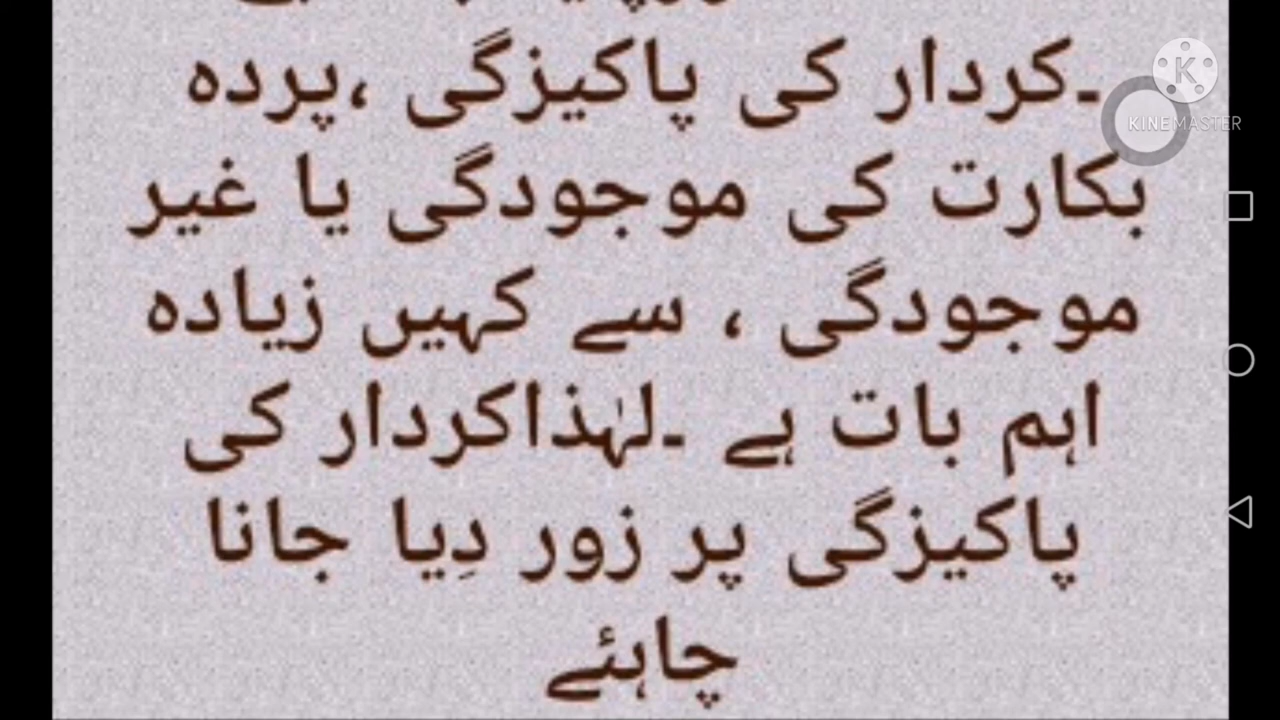 ۔کردار کی پاکیزگی ،پردہ
بکارت کی موجودگی یا غیر
موجودگی ، سے کہیں زیادہ
اہم بات ہے ۔لہٰذاکردار کی
پاکیزگی پر زور دِیا جانا
چاہئے
K
KINEMASTER